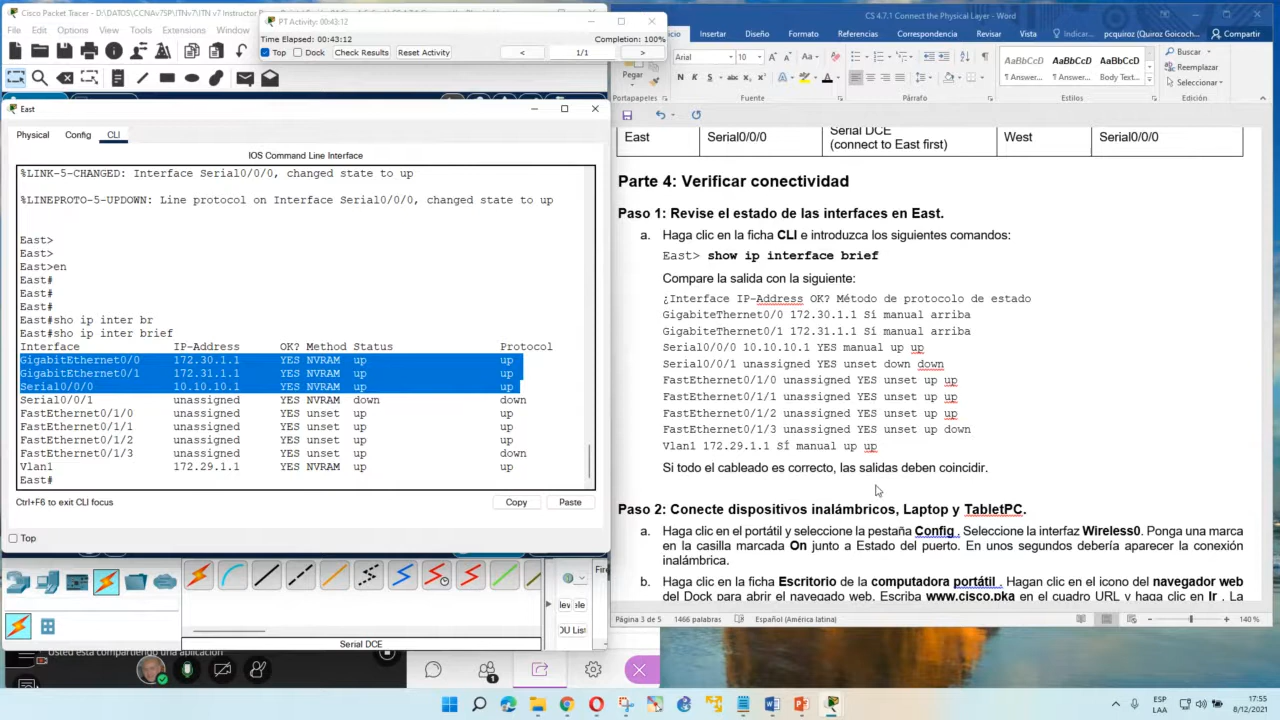 Cisco Packet Tracer - D:\DATOS\CCNAv7SP\ITNv7\ITN v7 Instructor
File Edit Options View Tools Extensions Window
PT Activity: 00:43:12
Time Elapsed: 00:43:12
Completion: 100%
Top Dock Check Results Reset Activity < 1/1 >
CS 4.7.1 Connect the Physical Layer - Word
pcquiroz (Quiroz Goicoch...
Insertar Diseño Formato Referencias Correspondencia Revisar
Compartir
Pegar
Arial 10
N K S abc x₂ x²
AaBbCcD AaBbCcD AaBbCc
¶ Answer... ¶ Answer... Body Text...
Buscar
Reemplazar
Seleccionar
Portapapeles Fuente Párrafo Estilos Edición
East
Physical Config CLI
IOS Command Line Interface
%LINK-5-CHANGED: Interface Serial0/0/0, changed state to up
%LINEPROTO-5-UPDOWN: Line protocol on Interface Serial0/0/0, changed state to up
East>
East>
East>en
East#
East#
East#
East#sho ip inter br
East#sho ip inter brief
Interface IP-Address OK? Method Status Protocol
GigabitEthernet0/0 172.30.1.1 YES NVRAM up up
GigabitEthernet0/1 172.31.1.1 YES NVRAM up up
Serial0/0/0 10.10.10.1 YES NVRAM up up
Serial0/0/1 unassigned YES NVRAM down down
FastEthernet0/1/0 unassigned YES unset up up
FastEthernet0/1/1 unassigned YES unset up up
FastEthernet0/1/2 unassigned YES unset up up
FastEthernet0/1/3 unassigned YES unset up down
Vlan1 172.29.1.1 YES NVRAM up up
East#
Ctrl+F6 to exit CLI focus
Copy Paste
Top
Serial DCE
Usted está compartiendo una aplicación
1
East Serial0/0/0 Serial DCE West Serial0/0/0
(connect to East first)
Parte 4: Verificar conectividad
Paso 1: Revise el estado de las interfaces en East.
a. Haga clic en la ficha CLI e introduzca los siguientes comandos:
East> show ip interface brief
Compare la salida con la siguiente:
¿Interface IP-Address OK? Método de protocolo de estado
GigabiteThernet0/0 172.30.1.1 Sí manual arriba
GigabiteThernet0/1 172.31.1.1 Sí manual arriba
Serial0/0/0 10.10.10.1 YES manual up up
Serial0/0/1 unassigned YES unset down down
FastEthernet0/1/0 unassigned YES unset up up
FastEthernet0/1/1 unassigned YES unset up up
FastEthernet0/1/2 unassigned YES unset up up
FastEthernet0/1/3 unassigned YES unset up down
Vlan1 172.29.1.1 SÍ manual up up
Si todo el cableado es correcto, las salidas deben coincidir.
Paso 2: Conecte dispositivos inalámbricos, Laptop y TabletPC.
a. Haga clic en el portátil y seleccione la pestaña Config . Seleccione la interfaz Wireless0. Ponga una marca
en la casilla marcada On junto a Estado del puerto. En unos segundos debería aparecer la conexión
inalámbrica.
b. Haga clic en la ficha Escritorio de la computadora portátil . Hagan clic en el icono del navegador web
del Dock para abrir el navegado web. Escriba www.cisco.pka en el cuadro URL y haga clic en Ir . La
Página 3 de 5 1466 palabras Español (América latina) 140 %
ESP
LAA
17:55
8/12/2021